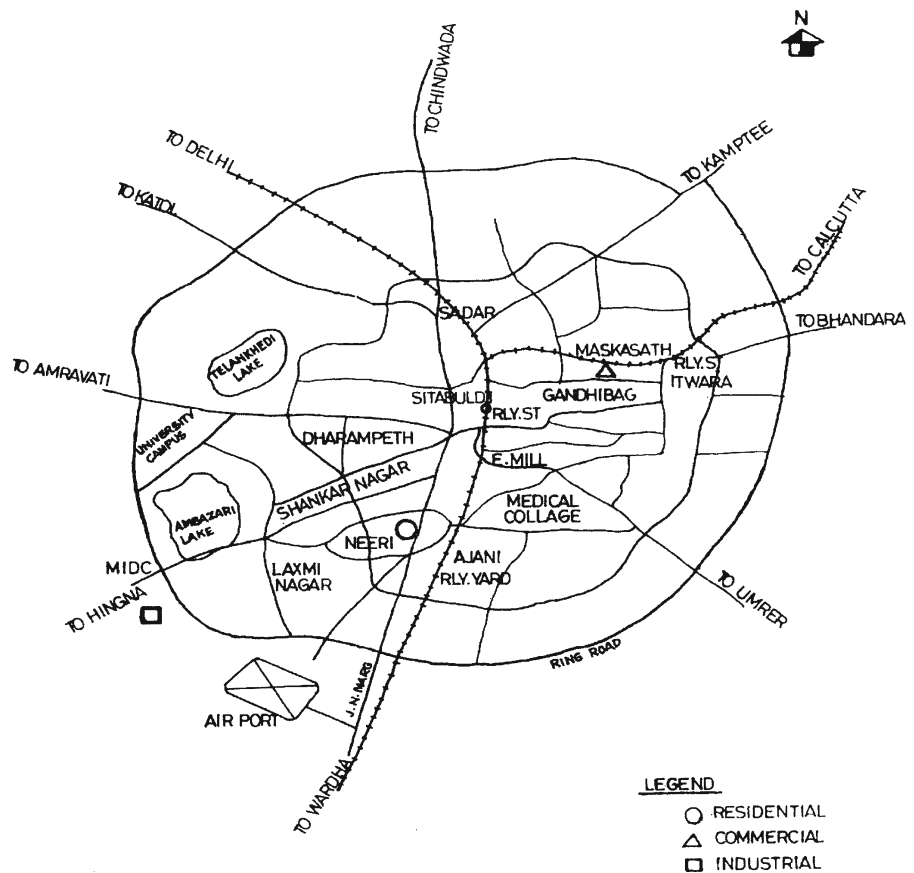 N
TO CHINDWADA
TO DELHI
TO KAMPTEE
TO KATOL
TO CALCUTTA
SADAR
TO BHANDARA
MASKASATH
TELANKHEDI
LAKE
RLY.S
ITWARA
TO AMRAVATI
SITABULDI
GANDHIBAG
RLY.ST
UNIVERSITY
CAMPUS
DHARAMPETH
E.MILL
SHANKAR NAGAR
MEDICAL
COLLAGE
AMBAZARI
LAKE
NEERI
AJANI
RLY.YARD
MIDC
LAXMI
NAGAR
TO HINGNA
TO UMRER
RING ROAD
J.N.MARG
AIR PORT
TO WARDHA
LEGEND
RESIDENTIAL
COMMERCIAL
INDUSTRIAL